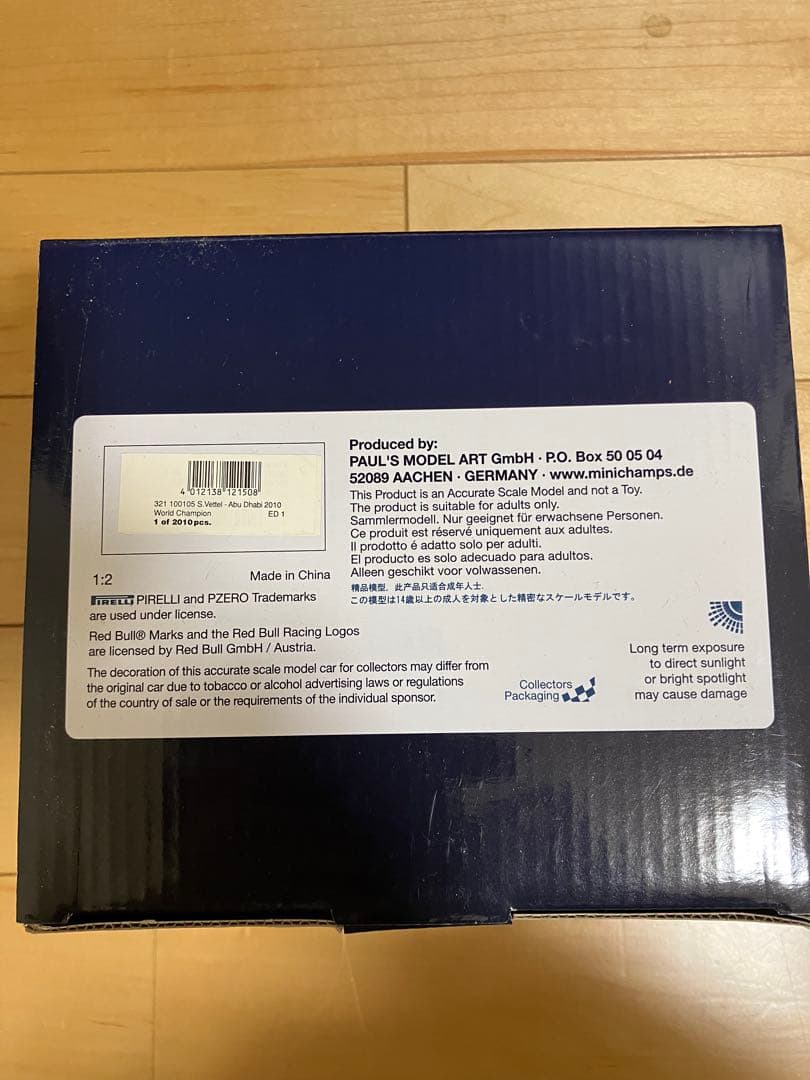 4 012138 121508
321 100105 S.Vettel - Abu Dhabi 2010
World Champion ED 1
1 of 2010 pcs.
1:2 Made in China
PIRELLI PIRELLI and PZERO Trademarks
are used under license.
Red Bull® Marks and the Red Bull Racing Logos
are licensed by Red Bull GmbH / Austria.
The decoration of this accurate scale model car for collectors may differ from
the original car due to tobacco or alcohol advertising laws or regulations
of the country of sale or the requirements of the individual sponsor.
Produced by:
PAUL'S MODEL ART GmbH · P.O. Box 50 05 04
52089 AACHEN · GERMANY · www.minichamps.de
This Product is an Accurate Scale Model and not a Toy.
The product is suitable for adults only.
Sammlermodell. Nur geeignet für erwachsene Personen.
Ce produit est réservé uniquement aux adultes.
Il prodotto é adatto solo per adulti.
El producto es solo adecuado para adultos.
Alleen geschikt voor volwassenen.
精品模型，此产品只适合成年人士.
この模型は14歳以上の成人を対象とした精密なスケールモデルです。
Collectors
Packaging
Long term exposure
to direct sunlight
or bright spotlight
may cause damage